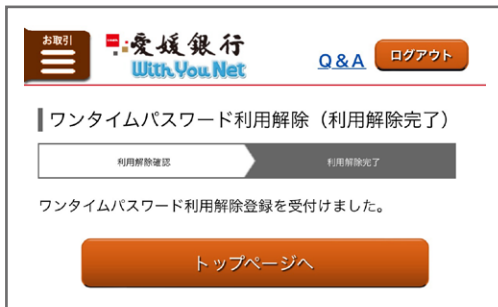 お取引
愛媛銀行
With You Net
Q&A
ログアウト
ワンタイムパスワード利用解除（利用解除完了）
利用解除確認
利用解除完了
ワンタイムパスワード利用解除登録を受付けました。
トップページへ